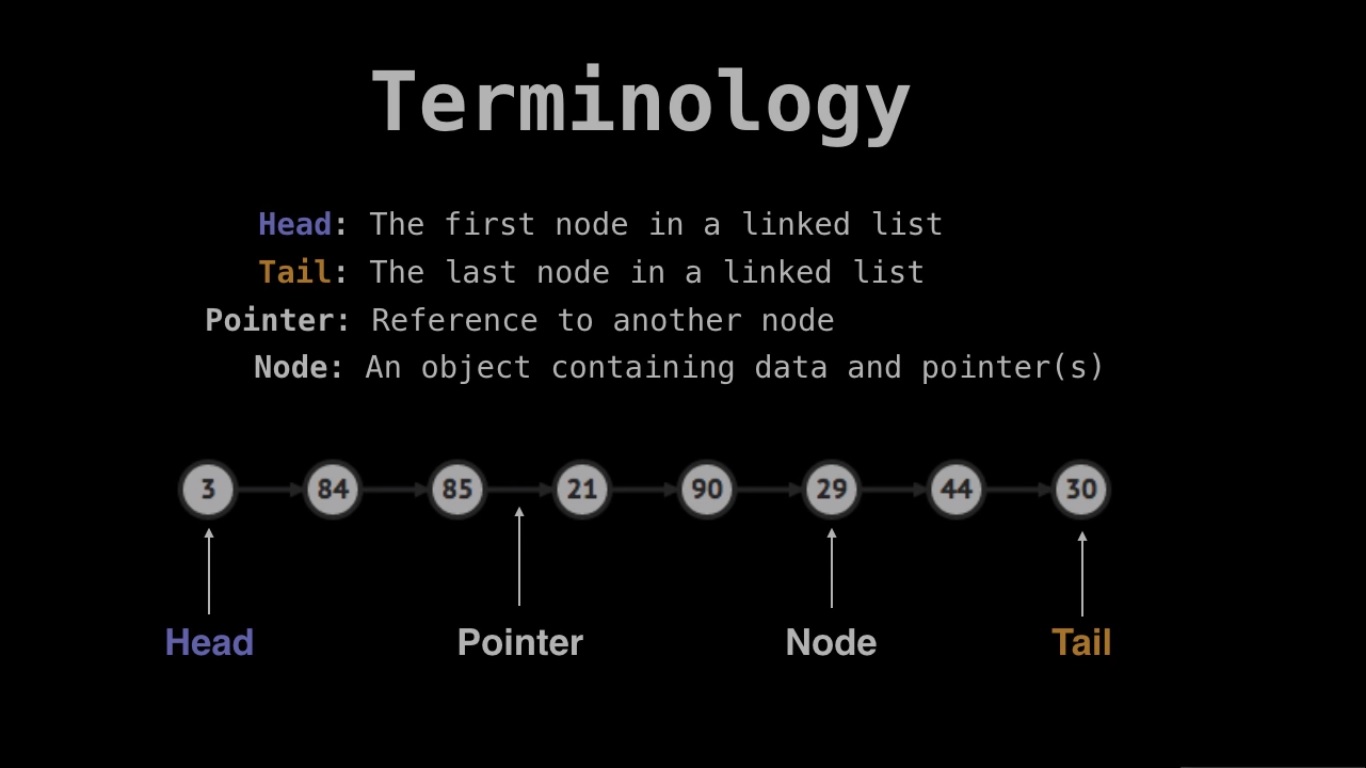 Terminology
Head: The first node in a linked list
Tail: The last node in a linked list
Pointer: Reference to another node
Node: An object containing data and pointer(s)
3 84 85 21 90 29 44 30
Head Pointer Node Tail